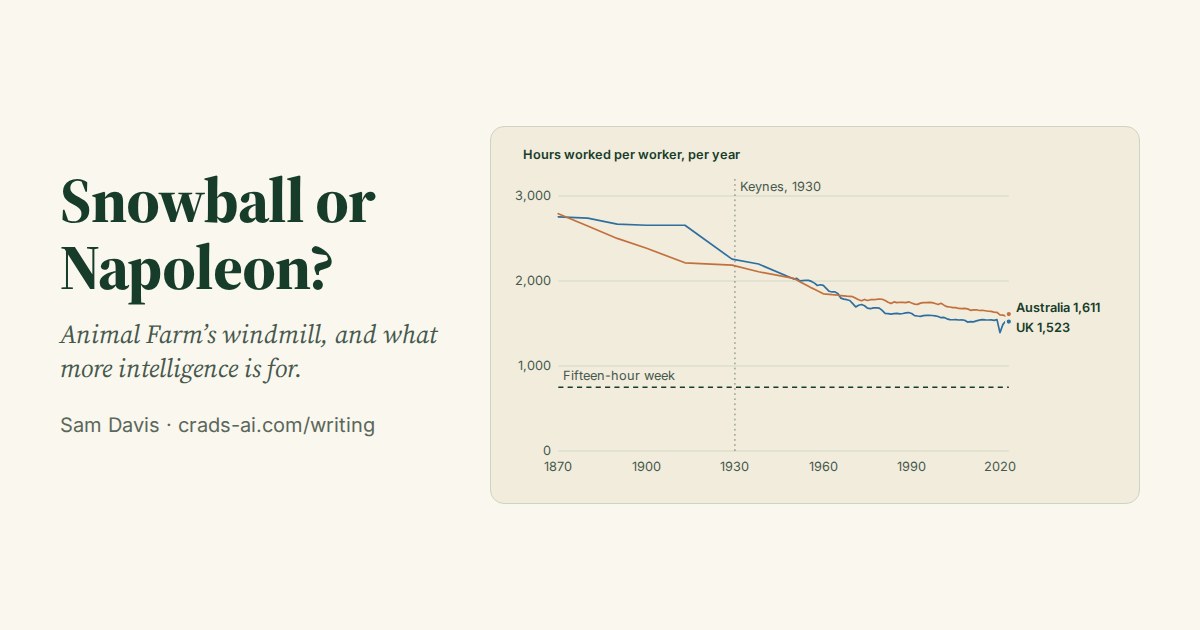 Snowball or
Napoleon?
Animal Farm’s windmill, and what
more intelligence is for.
Sam Davis · crads-ai.com/writing
Hours worked per worker, per year
Keynes, 1930
3,000
2,000
Australia 1,611
UK 1,523
1,000
Fifteen-hour week
0
1870 1900 1930 1960 1990 2020